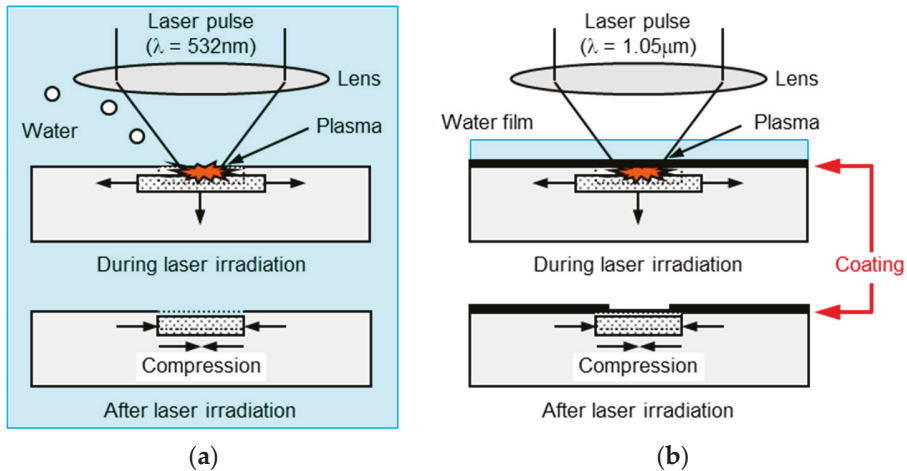 Laser pulse
(λ = 532nm)
Lens
Water
Plasma
During laser irradiation
Compression
After laser irradiation
(a)
Laser pulse
(λ = 1.05μm)
Lens
Water film
Plasma
During laser irradiation
Coating
Compression
After laser irradiation
(b)